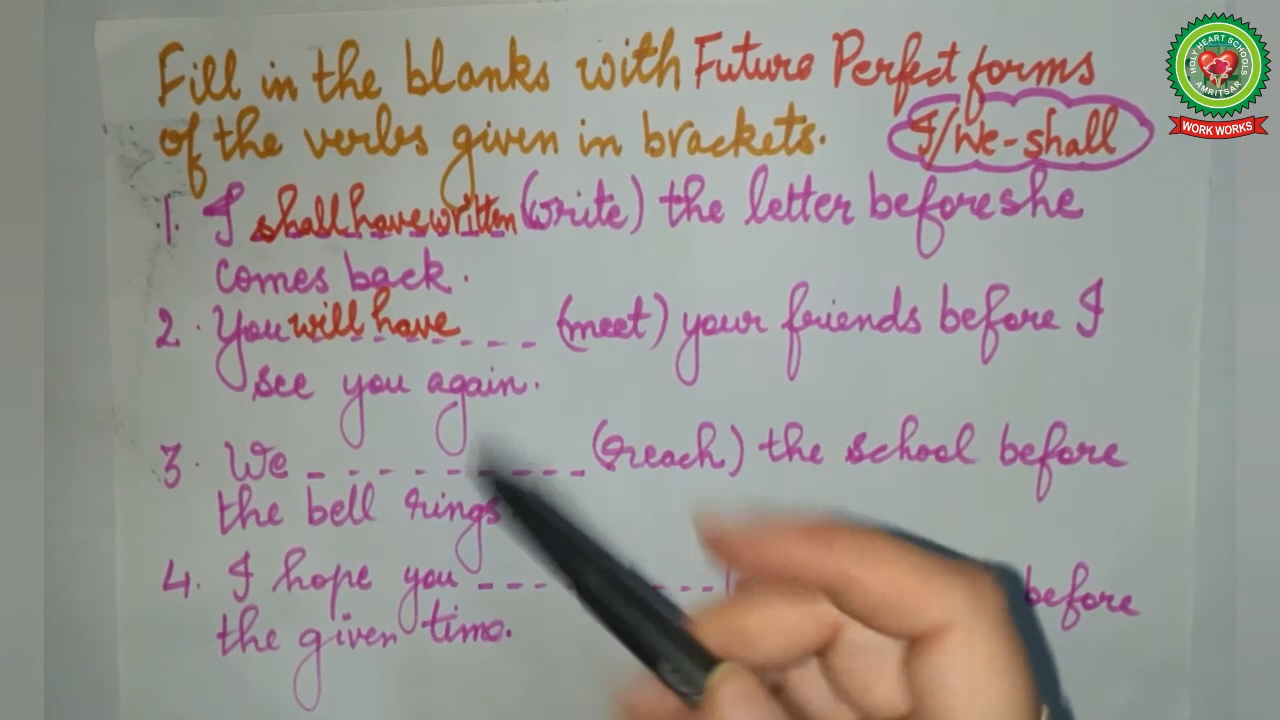 Fill in the blanks with Future Perfect forms
of the verbs given in brackets. I/We-shall
1. I shall have written (write) the letter before she
comes back.
2. You will have (meet) your friends before I
see you again.
3. We (reach) the school before
the bell rings
4. I hope you before
the given time.
HOLY HEART SCHOOLS
AMRITSAR
WORK WORKS